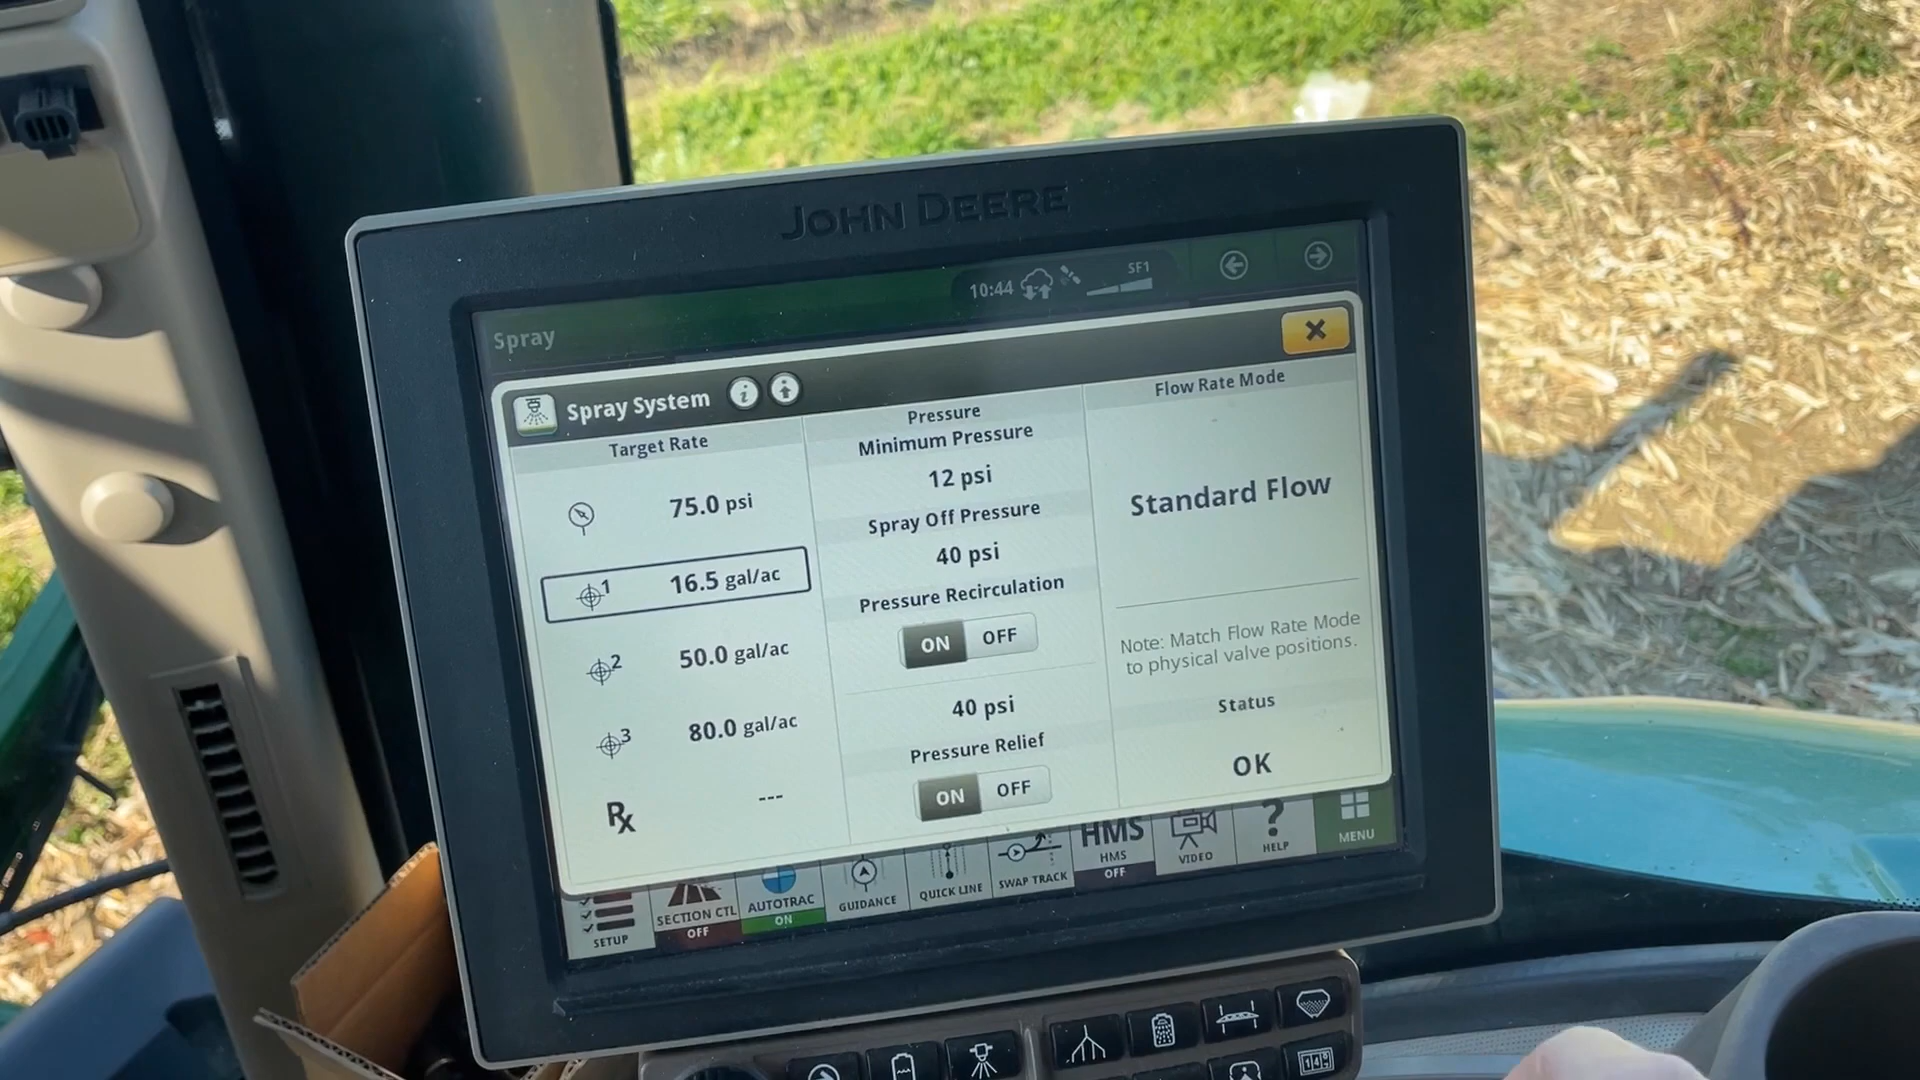 JOHN DEERE
10:44
SF1
Spray
Spray System
Target Rate
75.0 psi
1
16.5 gal/ac
2
50.0 gal/ac
3
80.0 gal/ac
Rx
---
Pressure
Minimum Pressure
12 psi
Spray Off Pressure
40 psi
Pressure Recirculation
ON OFF
40 psi
Pressure Relief
ON OFF
Flow Rate Mode
Standard Flow
Note: Match Flow Rate Mode
to physical valve positions.
Status
OK
SETUP
SECTION CTL
OFF
AUTOTRAC
ON
GUIDANCE
QUICK LINE
SWAP TRACK
HMS
HMS
OFF
VIDEO
?
HELP
MENU